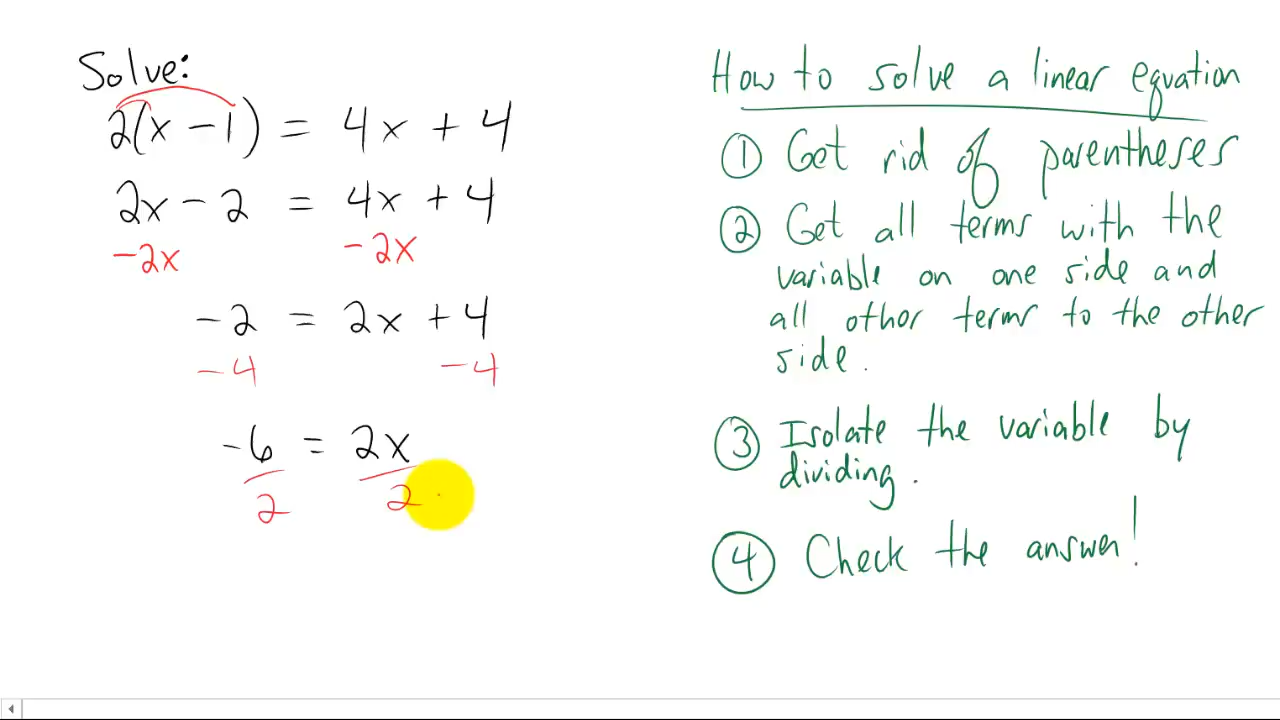 Solve:
2(x - 1) = 4x + 4
2x - 2 = 4x + 4
-2x -2x
-2 = 2x + 4
-4 -4
-6 = 2x
2 2
How to solve a linear equation
① Get rid of parentheses
② Get all terms with the
variable on one side and
all other terms to the other
side.
③ Isolate the variable by
dividing.
④ Check the answer!